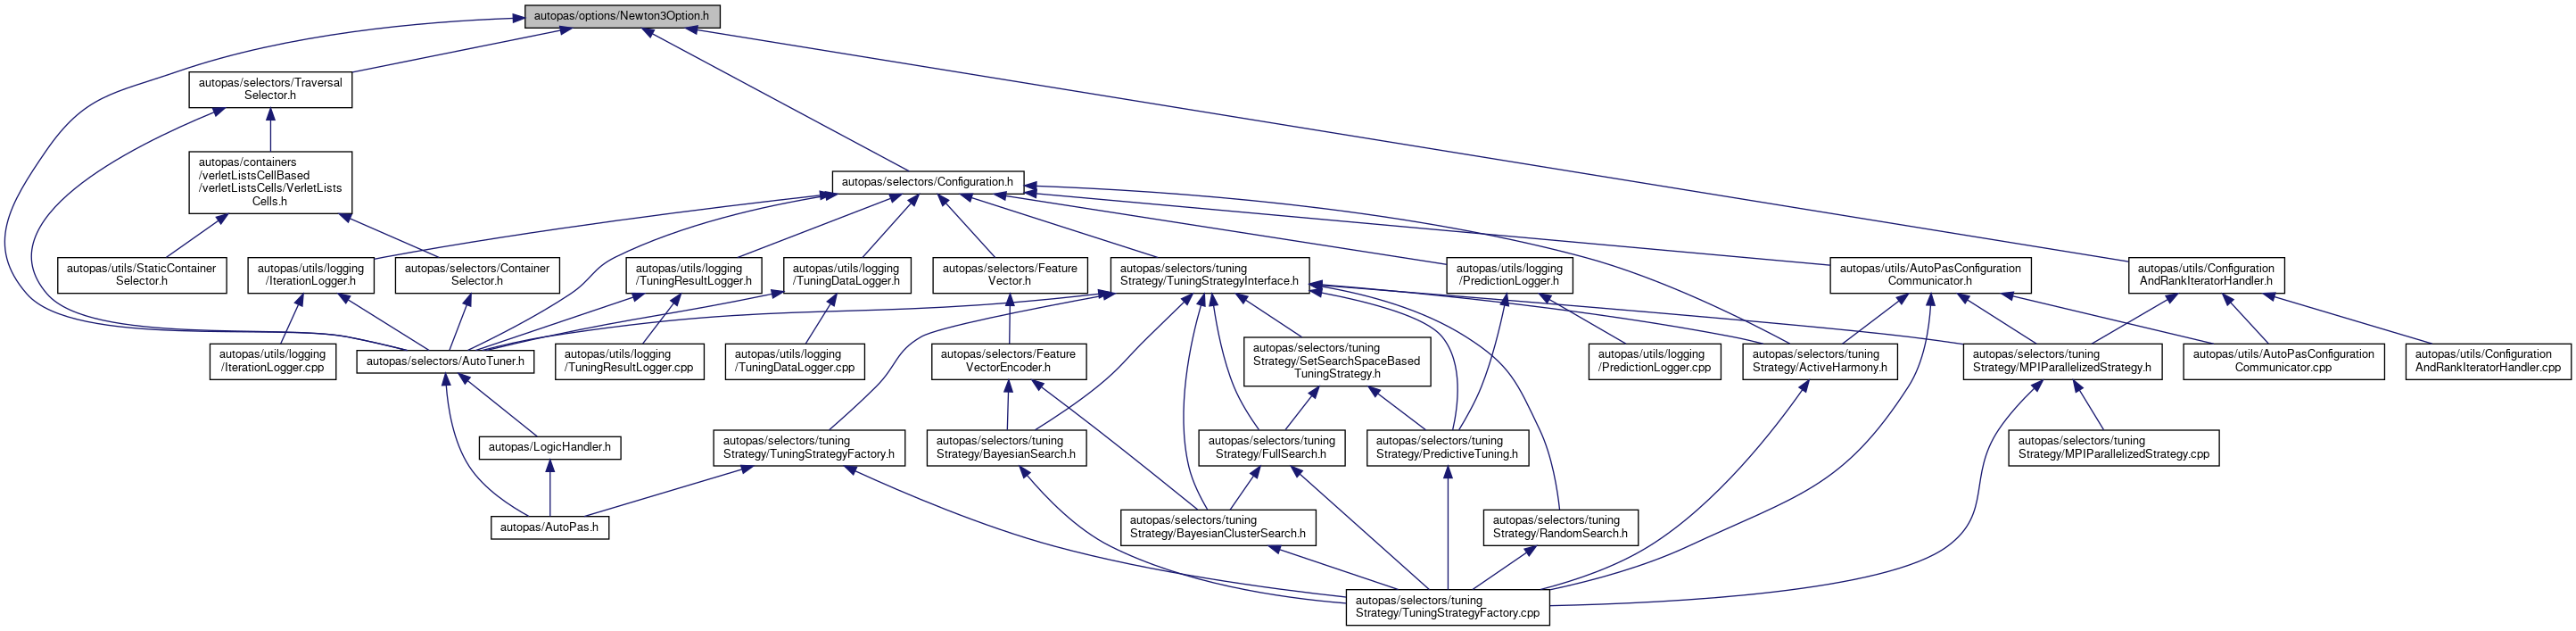 autopas/options/Newton3Option.h
autopas/selectors/Traversal
Selector.h
autopas/containers
/verletListsCellBased
/verletListsCells/VerletLists
Cells.h
autopas/selectors/Configuration.h
autopas/utils/StaticContainer
Selector.h
autopas/utils/logging
/IterationLogger.h
autopas/selectors/Container
Selector.h
autopas/utils/logging
/TuningResultLogger.h
autopas/utils/logging
/TuningDataLogger.h
autopas/selectors/Feature
Vector.h
autopas/selectors/tuning
Strategy/TuningStrategyInterface.h
autopas/utils/logging
/PredictionLogger.h
autopas/utils/AutoPasConfiguration
Communicator.h
autopas/utils/Configuration
AndRankIteratorHandler.h
autopas/utils/logging
/IterationLogger.cpp
autopas/selectors/AutoTuner.h
autopas/utils/logging
/TuningResultLogger.cpp
autopas/utils/logging
/TuningDataLogger.cpp
autopas/selectors/Feature
VectorEncoder.h
autopas/selectors/tuning
Strategy/SetSearchSpaceBased
TuningStrategy.h
autopas/utils/logging
/PredictionLogger.cpp
autopas/selectors/tuning
Strategy/ActiveHarmony.h
autopas/selectors/tuning
Strategy/MPIParallelizedStrategy.h
autopas/utils/AutoPasConfiguration
Communicator.cpp
autopas/utils/Configuration
AndRankIteratorHandler.cpp
autopas/LogicHandler.h
autopas/selectors/tuning
Strategy/TuningStrategyFactory.h
autopas/selectors/tuning
Strategy/BayesianSearch.h
autopas/selectors/tuning
Strategy/FullSearch.h
autopas/selectors/tuning
Strategy/PredictiveTuning.h
autopas/selectors/tuning
Strategy/MPIParallelizedStrategy.cpp
autopas/AutoPas.h
autopas/selectors/tuning
Strategy/BayesianClusterSearch.h
autopas/selectors/tuning
Strategy/RandomSearch.h
autopas/selectors/tuning
Strategy/TuningStrategyFactory.cpp